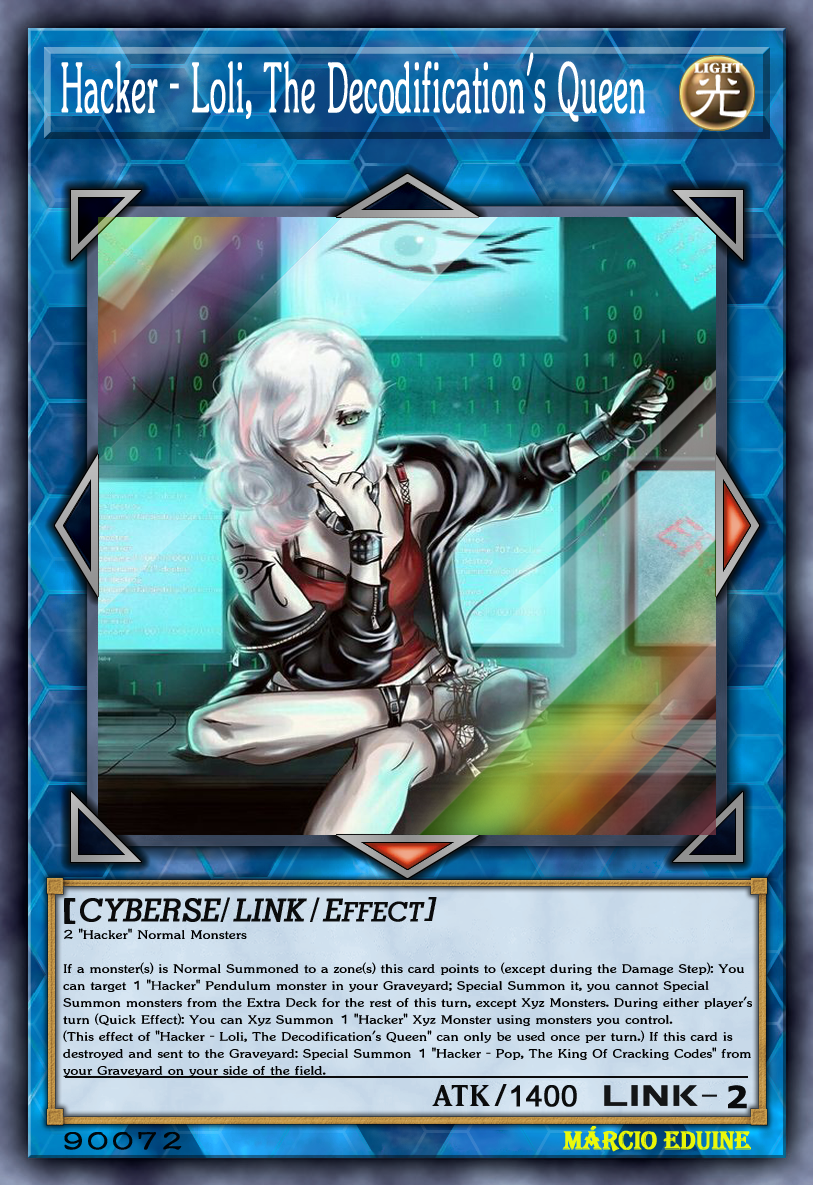 Hacker - Loli, The Decodification's Queen
LIGHT
光
[CYBERSE/LINK/EFFECT]
2 "Hacker" Normal Monsters
If a monster(s) is Normal Summoned to a zone(s) this card points to (except during the Damage Step): You
can target 1 "Hacker" Pendulum monster in your Graveyard; Special Summon it, you cannot Special
Summon monsters from the Extra Deck for the rest of this turn, except Xyz Monsters. During either player's
turn (Quick Effect): You can Xyz Summon 1 "Hacker" Xyz Monster using monsters you control.
(This effect of "Hacker - Loli, The Decodification's Queen" can only be used once per turn.) If this card is
destroyed and sent to the Graveyard: Special Summon 1 "Hacker - Pop, The King Of Cracking Codes" from
your Graveyard on your side of the field.
ATK/1400 LINK-2
90072 MÁRCIO EDUINE